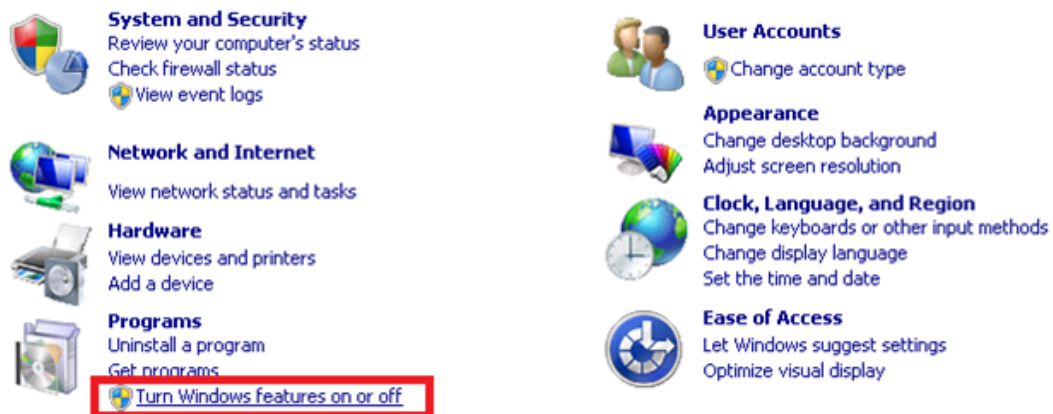 System and Security
Review your computer's status
Check firewall status
View event logs
Network and Internet
View network status and tasks
Hardware
View devices and printers
Add a device
Programs
Uninstall a program
Get programs
Turn Windows features on or off
User Accounts
Change account type
Appearance
Change desktop background
Adjust screen resolution
Clock, Language, and Region
Change keyboards or other input methods
Change display language
Set the time and date
Ease of Access
Let Windows suggest settings
Optimize visual display